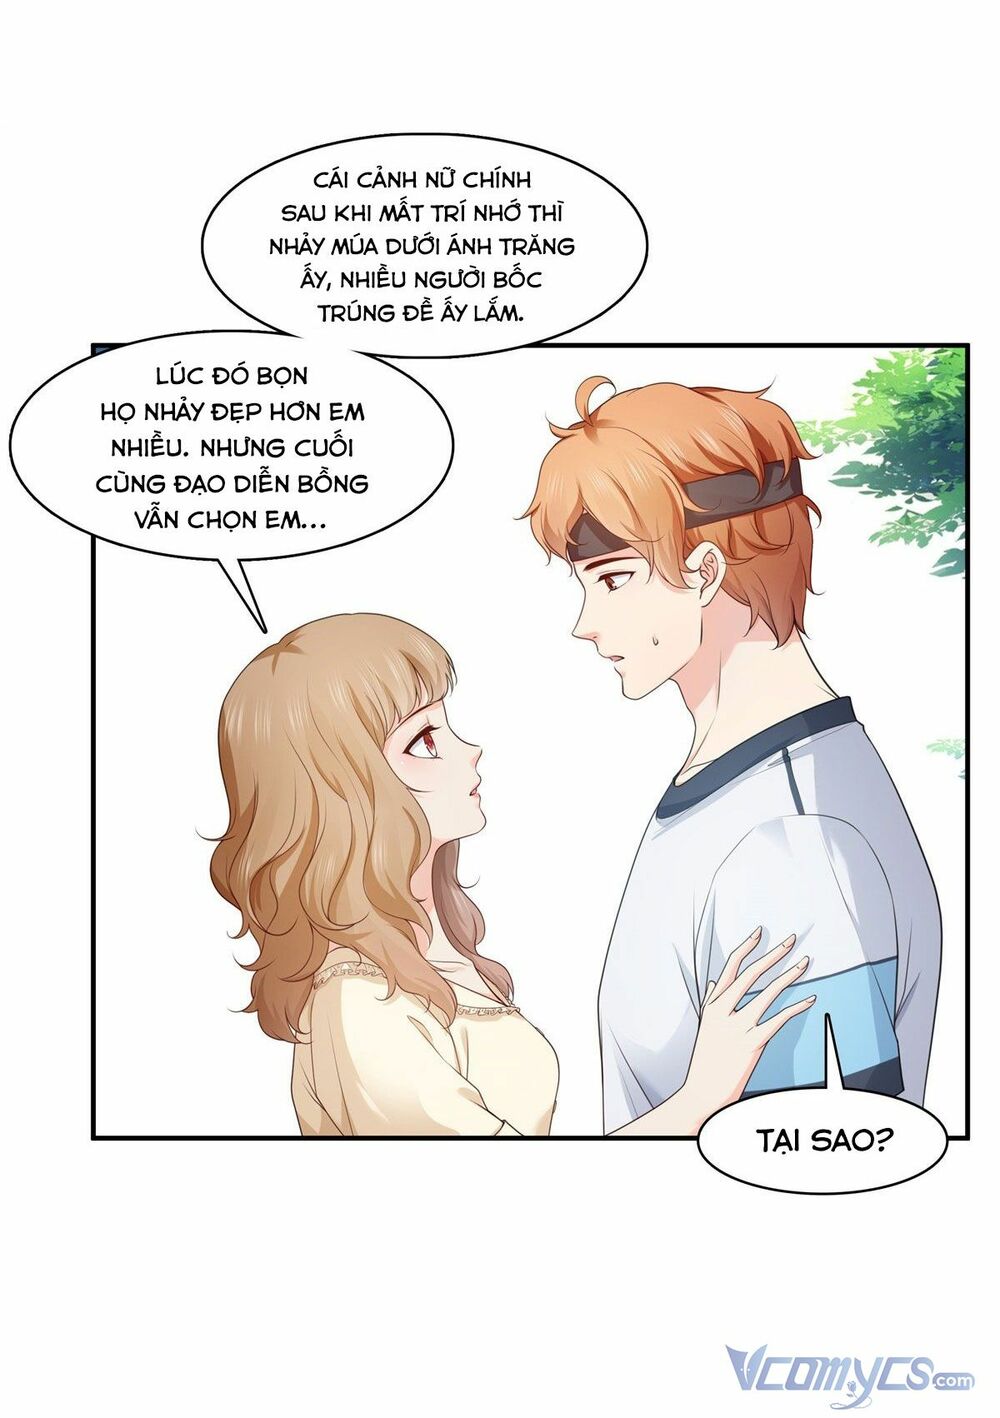 CÁI CẢNH NỮ CHÍNH
SAU KHI MẤT TRÍ NHỚ THÌ
NHẢY MÚA DƯỚI ÁNH TRĂNG
ẤY, NHIỀU NGƯỜI BỐC
TRÚNG ĐỀ ẤY LẮM.
LÚC ĐÓ BỌN
HỌ NHẢY ĐẸP HƠN EM
NHIỀU. NHƯNG CUỐI
CÙNG ĐẠO DIỄN BỒNG
VẪN CHỌN EM...
TẠI SAO?
VCOMYCS.com